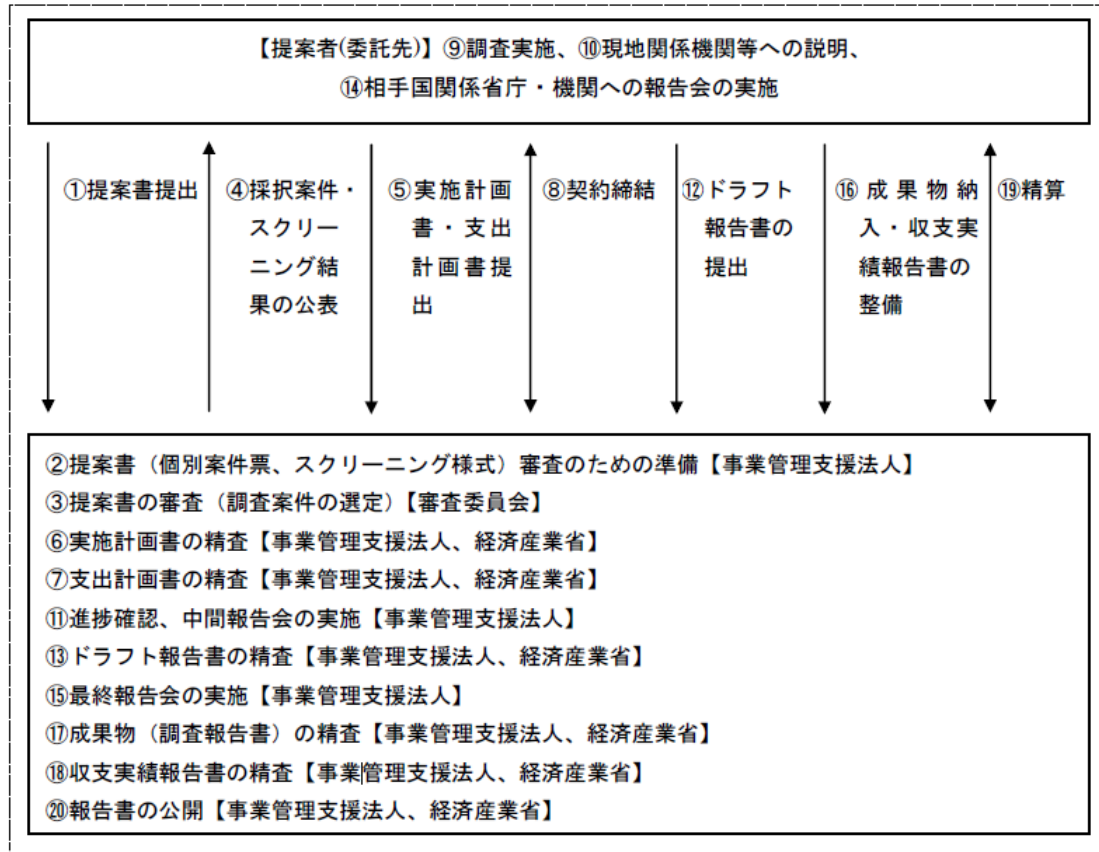 【提案者(委託先)】⑨調査実施、⑩現地関係機関等への説明、
⑭相手国関係省庁・機関への報告会の実施
①提案書提出
④採択案件・
スクリー
ニング結
果の公表
⑤実施計画
書・支出
計画書提
出
⑧契約締結
⑫ドラフト
報告書の
提出
⑯成果物納
入・収支実
績報告書の
整備
⑲精算
②提案書（個別案件票、スクリーニング様式）審査のための準備【事業管理支援法人】
③提案書の審査（調査案件の選定）【審査委員会】
⑥実施計画書の精査【事業管理支援法人、経済産業省】
⑦支出計画書の精査【事業管理支援法人、経済産業省】
⑪進捗確認、中間報告会の実施【事業管理支援法人】
⑬ドラフト報告書の精査【事業管理支援法人、経済産業省】
⑮最終報告会の実施【事業管理支援法人】
⑰成果物（調査報告書）の精査【事業管理支援法人、経済産業省】
⑱収支実績報告書の精査【事業管理支援法人、経済産業省】
⑳報告書の公開【事業管理支援法人、経済産業省】